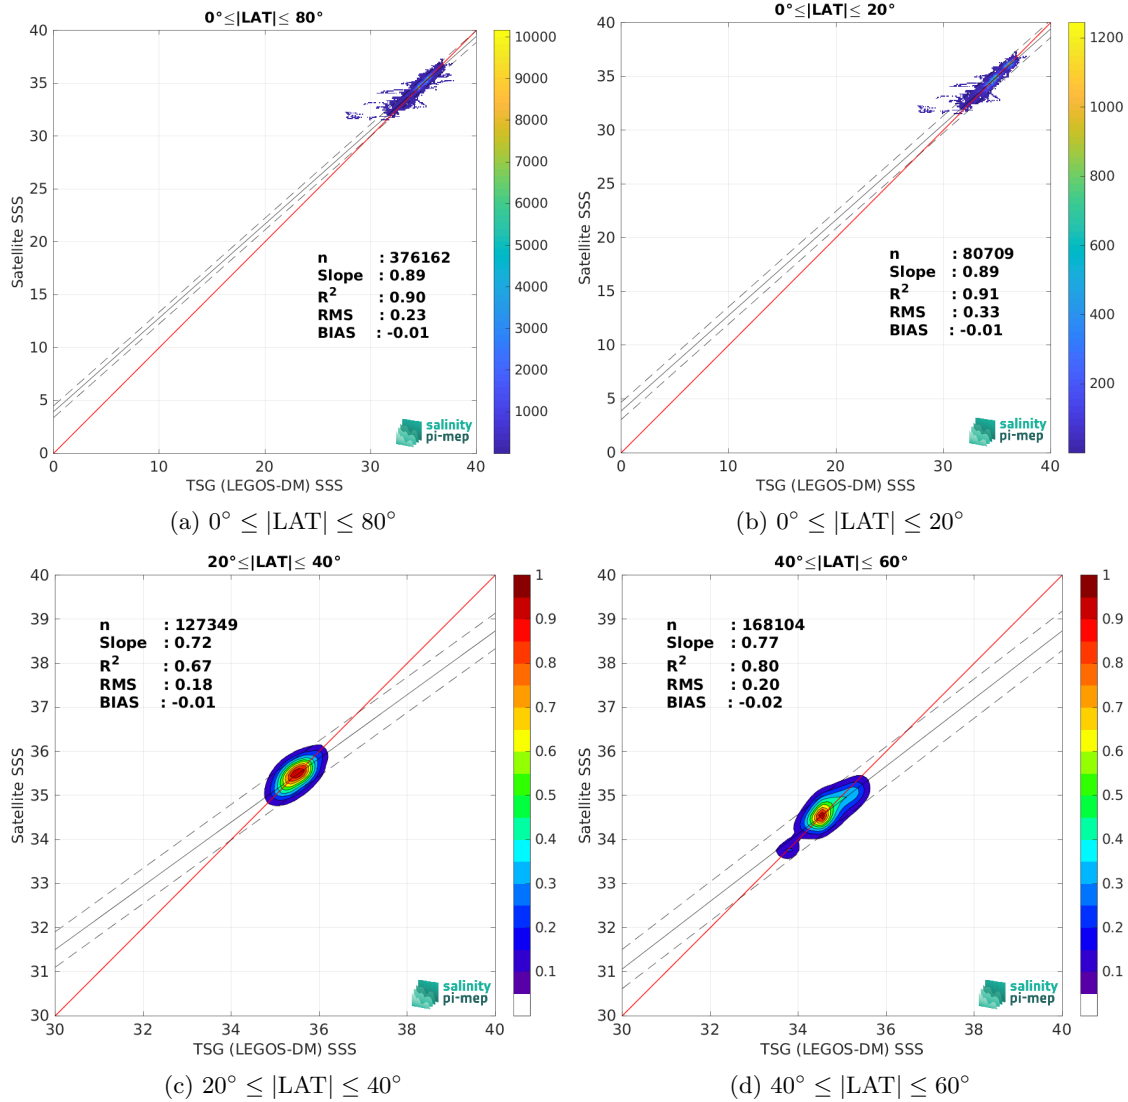 0°≤|LAT|≤ 80°
40
35
30
25
20
15
10
5
0
Satellite SSS
n : 376162
Slope : 0.89
R² : 0.90
RMS : 0.23
BIAS : -0.01
salinity
pi-mep
0 10 20 30 40
TSG (LEGOS-DM) SSS
10000
9000
8000
7000
6000
5000
4000
3000
2000
1000
(a) 0° ≤ |LAT| ≤ 80°
0°≤|LAT|≤ 20°
40
35
30
25
20
15
10
5
0
Satellite SSS
n : 80709
Slope : 0.89
R² : 0.91
RMS : 0.33
BIAS : -0.01
salinity
pi-mep
0 10 20 30 40
TSG (LEGOS-DM) SSS
1200
1000
800
600
400
200
(b) 0° ≤ |LAT| ≤ 20°
20°≤|LAT|≤ 40°
40
39
38
37
36
35
34
33
32
31
30
Satellite SSS
n : 127349
Slope : 0.72
R² : 0.67
RMS : 0.18
BIAS : -0.01
salinity
pi-mep
30 32 34 36 38 40
TSG (LEGOS-DM) SSS
1
0.9
0.8
0.7
0.6
0.5
0.4
0.3
0.2
0.1
(c) 20° ≤ |LAT| ≤ 40°
40°≤|LAT|≤ 60°
40
39
38
37
36
35
34
33
32
31
30
Satellite SSS
n : 168104
Slope : 0.77
R² : 0.80
RMS : 0.20
BIAS : -0.02
salinity
pi-mep
30 32 34 36 38 40
TSG (LEGOS-DM) SSS
1
0.9
0.8
0.7
0.6
0.5
0.4
0.3
0.2
0.1
(d) 40° ≤ |LAT| ≤ 60°